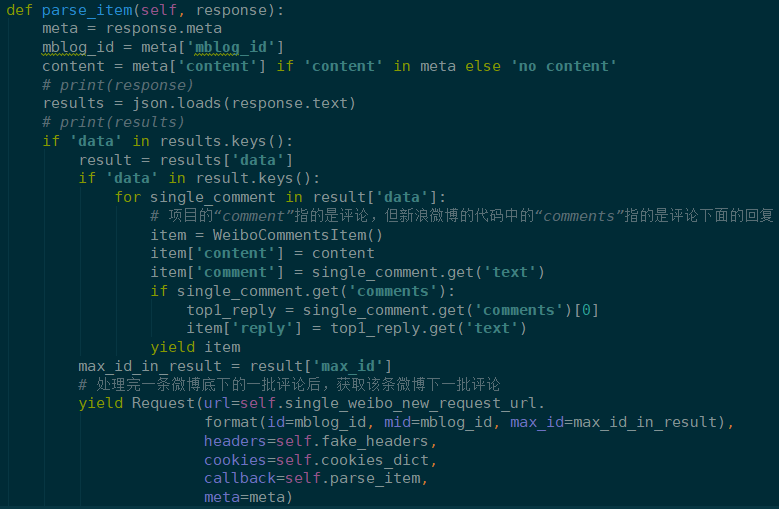 def parse_item(self, response):
    meta = response.meta
    mblog_id = meta['mblog_id']
    content = meta['content'] if 'content' in meta else 'no content'
    # print(response)
    results = json.loads(response.text)
    # print(results)
    if 'data' in results.keys():
        result = results['data']
        if 'data' in result.keys():
            for single_comment in result['data']:
                # 项目的“comment”指的是评论，但新浪微博的代码中的“comments”指的是评论下面的回复
                item = WeiboCommentsItem()
                item['content'] = content
                item['comment'] = single_comment.get('text')
                if single_comment.get('comments'):
                    top1_reply = single_comment.get('comments')[0]
                    item['reply'] = top1_reply.get('text')
                yield item
        max_id_in_result = result['max_id']
        # 处理完一条微博底下的一批评论后，获取该条微博下一批评论
        yield Request(url=self.single_weibo_new_request_url.
                      format(id=mblog_id, mid=mblog_id, max_id=max_id_in_result),
                      headers=self.fake_headers,
                      cookies=self.cookies_dict,
                      callback=self.parse_item,
                      meta=meta)